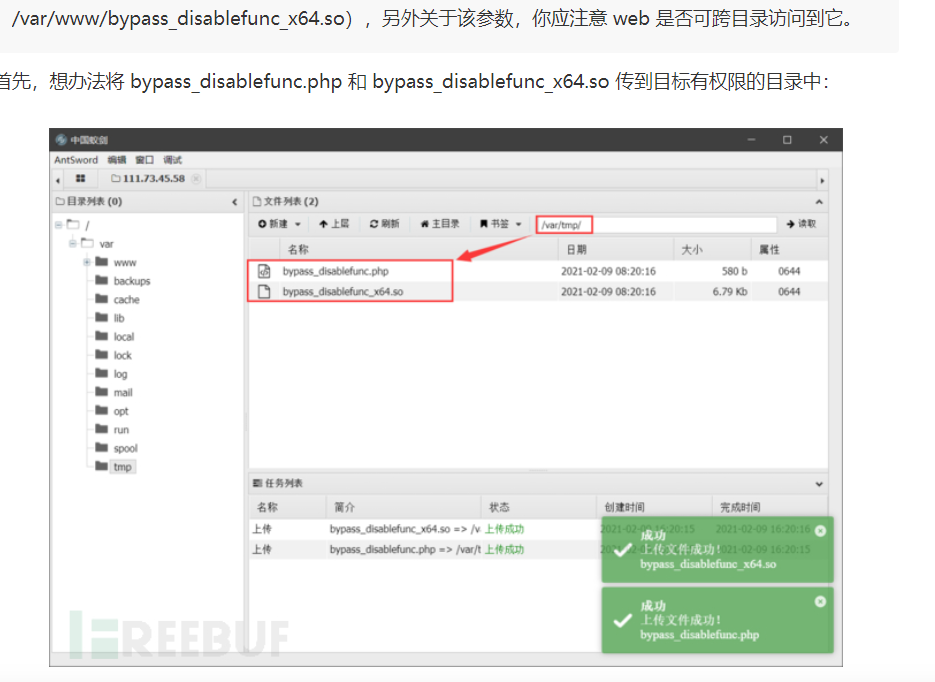 /var/www/bypass_disablefunc_x64.so），另外关于该参数，你应注意 web 是否可跨目录访问到它。
首先，想办法将 bypass_disablefunc.php 和 bypass_disablefunc_x64.so 传到目标有权限的目录中：
中国蚁剑
AntSword 编辑 窗口 调试
111.73.45.58
目录列表 (0)
文件列表 (2)
新建 上层 刷新 主目录 书签 /var/tmp/ 读取
/
var
www
backups
cache
lib
local
lock
log
mail
opt
run
spool
tmp
名称 日期 大小 属性
bypass_disablefunc.php 2021-02-09 08:20:16 580 b 0644
bypass_disablefunc_x64.so 2021-02-09 08:20:16 6.79 Kb 0644
任务列表
名称 简介 状态 创建时间 完成时间
上传 bypass_disablefunc_x64.so => /v 上传成功 2021-02-09 16:20:15 2021-02-09 16:20:16
上传 bypass_disablefunc.php => /var/t 上传成功 2021-02-09 16:20:15
成功
上传文件成功！
bypass_disablefunc_x64.so
成功
上传文件成功！
bypass_disablefunc.php
FREEBUF